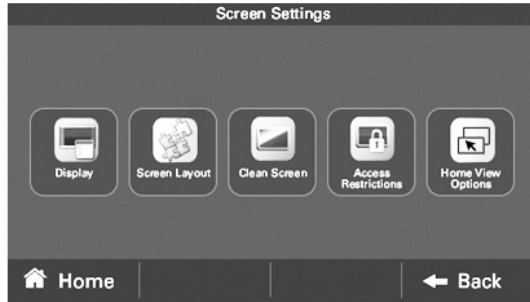 Screen Settings
Display
Screen Layout
Clean Screen
Access
Restrictions
Home View
Options
Home
Back